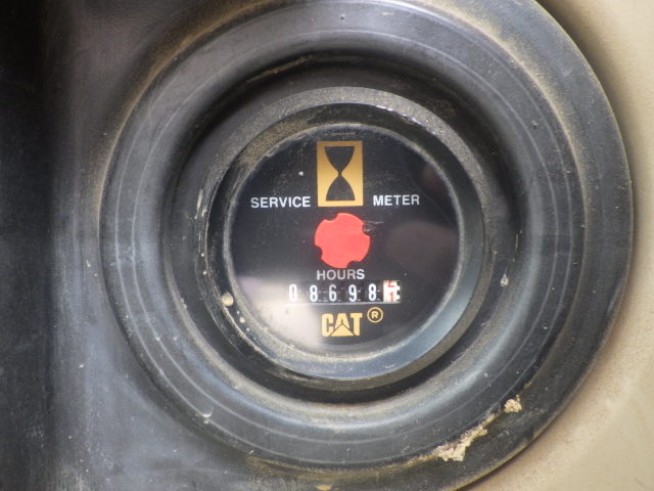 SERVICE METER
HOURS
08698
CAT ®